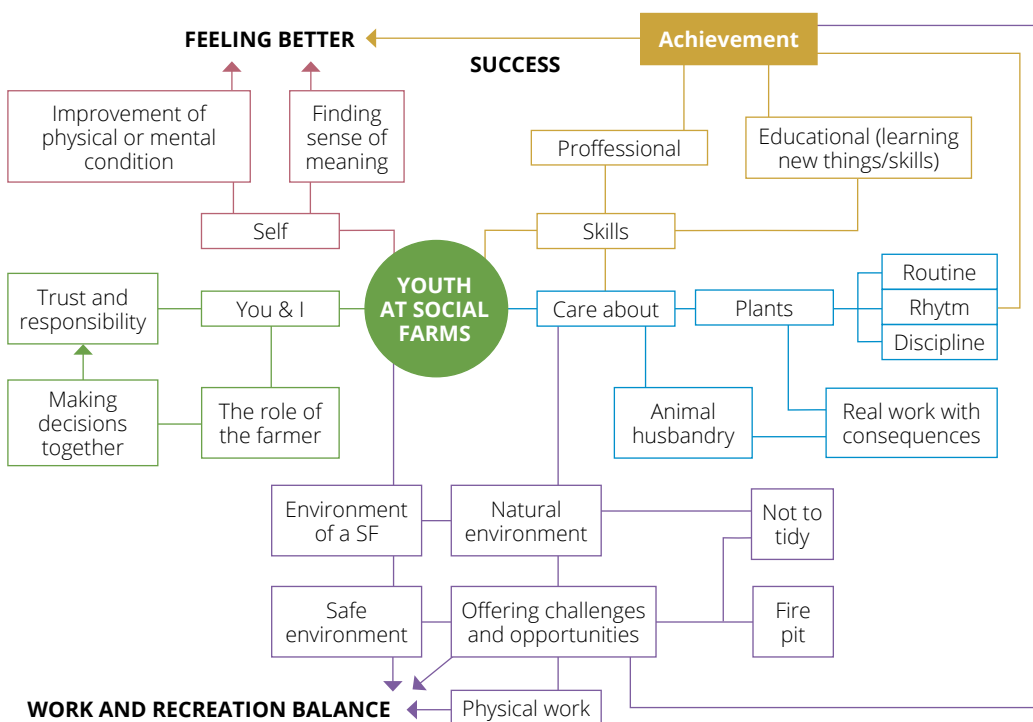 FEELING BETTER
Achievement
SUCCESS
Improvement of
physical or mental
condition
Finding
sense of
meaning
Proffessional
Educational (learning
new things/skills)
Self
Skills
YOUTH
AT SOCIAL
FARMS
Trust and
responsibility
You & I
Care about
Plants
Routine
Rhytm
Discipline
Making
decisions
together
The role of
the farmer
Animal
husbandry
Real work with
consequences
Environment
of a SF
Natural
environment
Not to
tidy
Safe
environment
Offering challenges
and opportunities
Fire
pit
WORK AND RECREATION BALANCE
Physical work